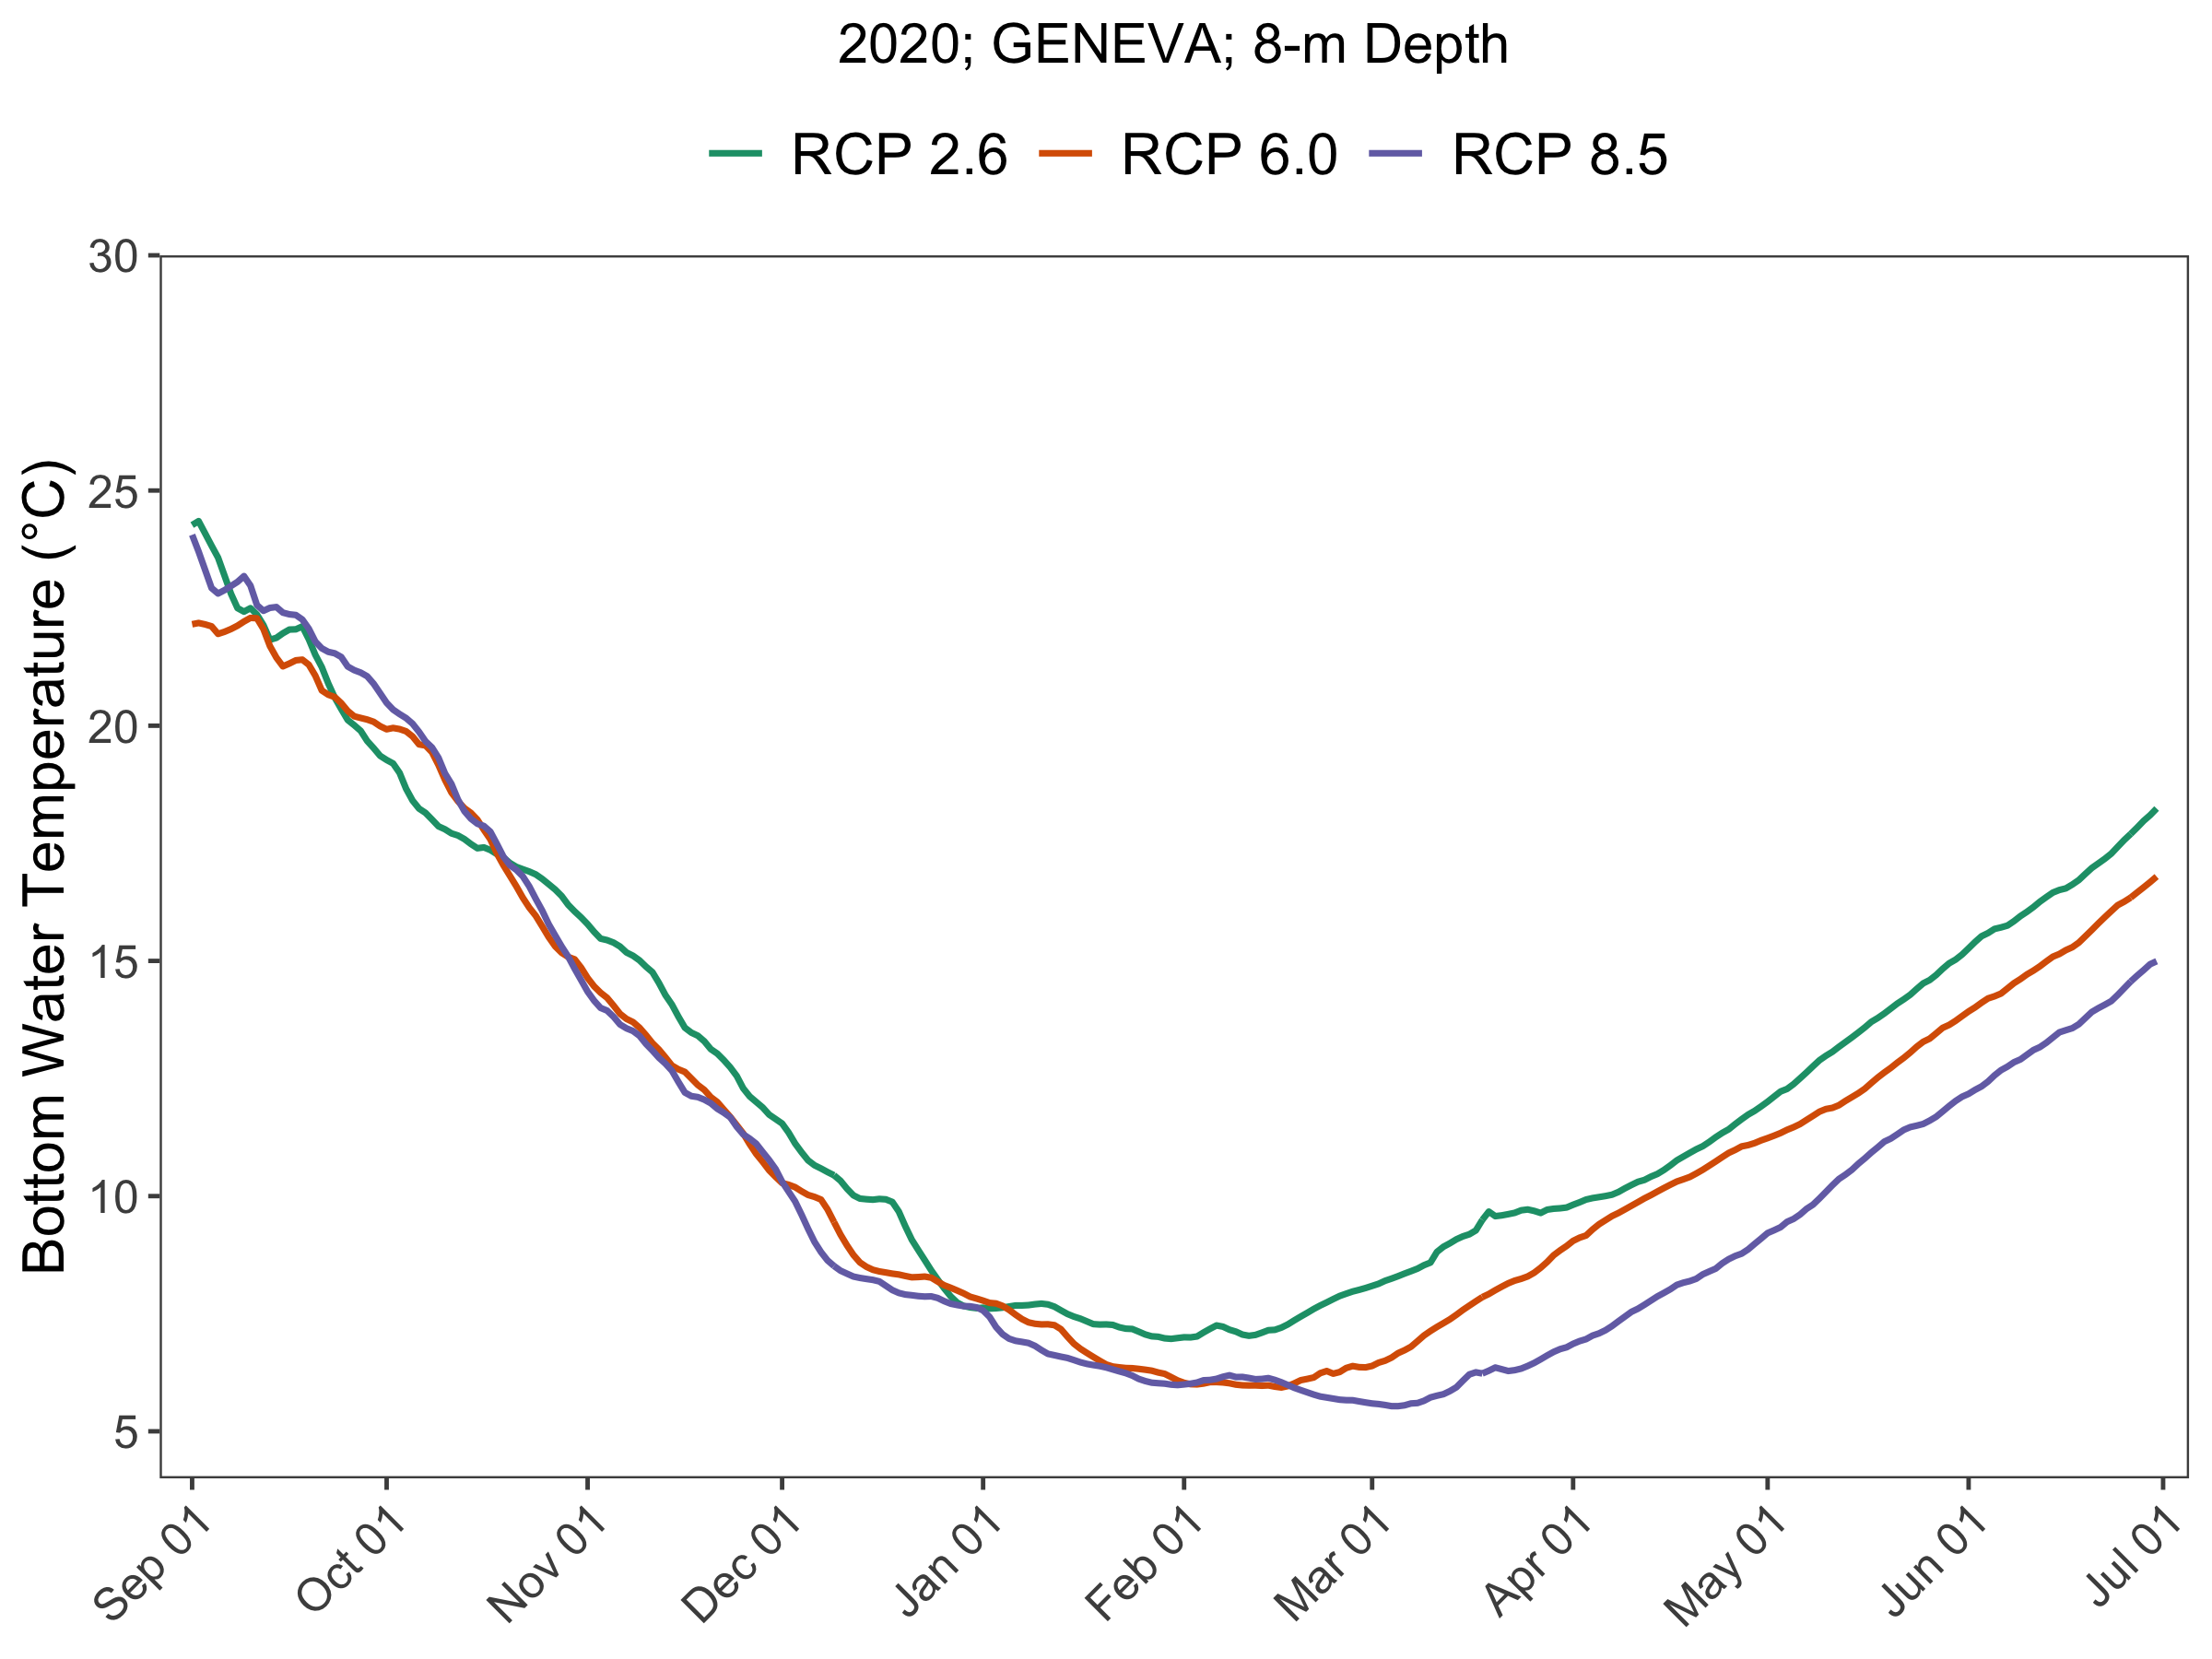 2020; GENEVA; 8-m Depth
RCP 2.6 RCP 6.0 RCP 8.5
Bottom Water Temperature (°C)
30
25
20
15
10
5
Sep 01 Oct 01 Nov 01 Dec 01 Jan 01 Feb 01 Mar 01 Apr 01 May 01 Jun 01 Jul 01